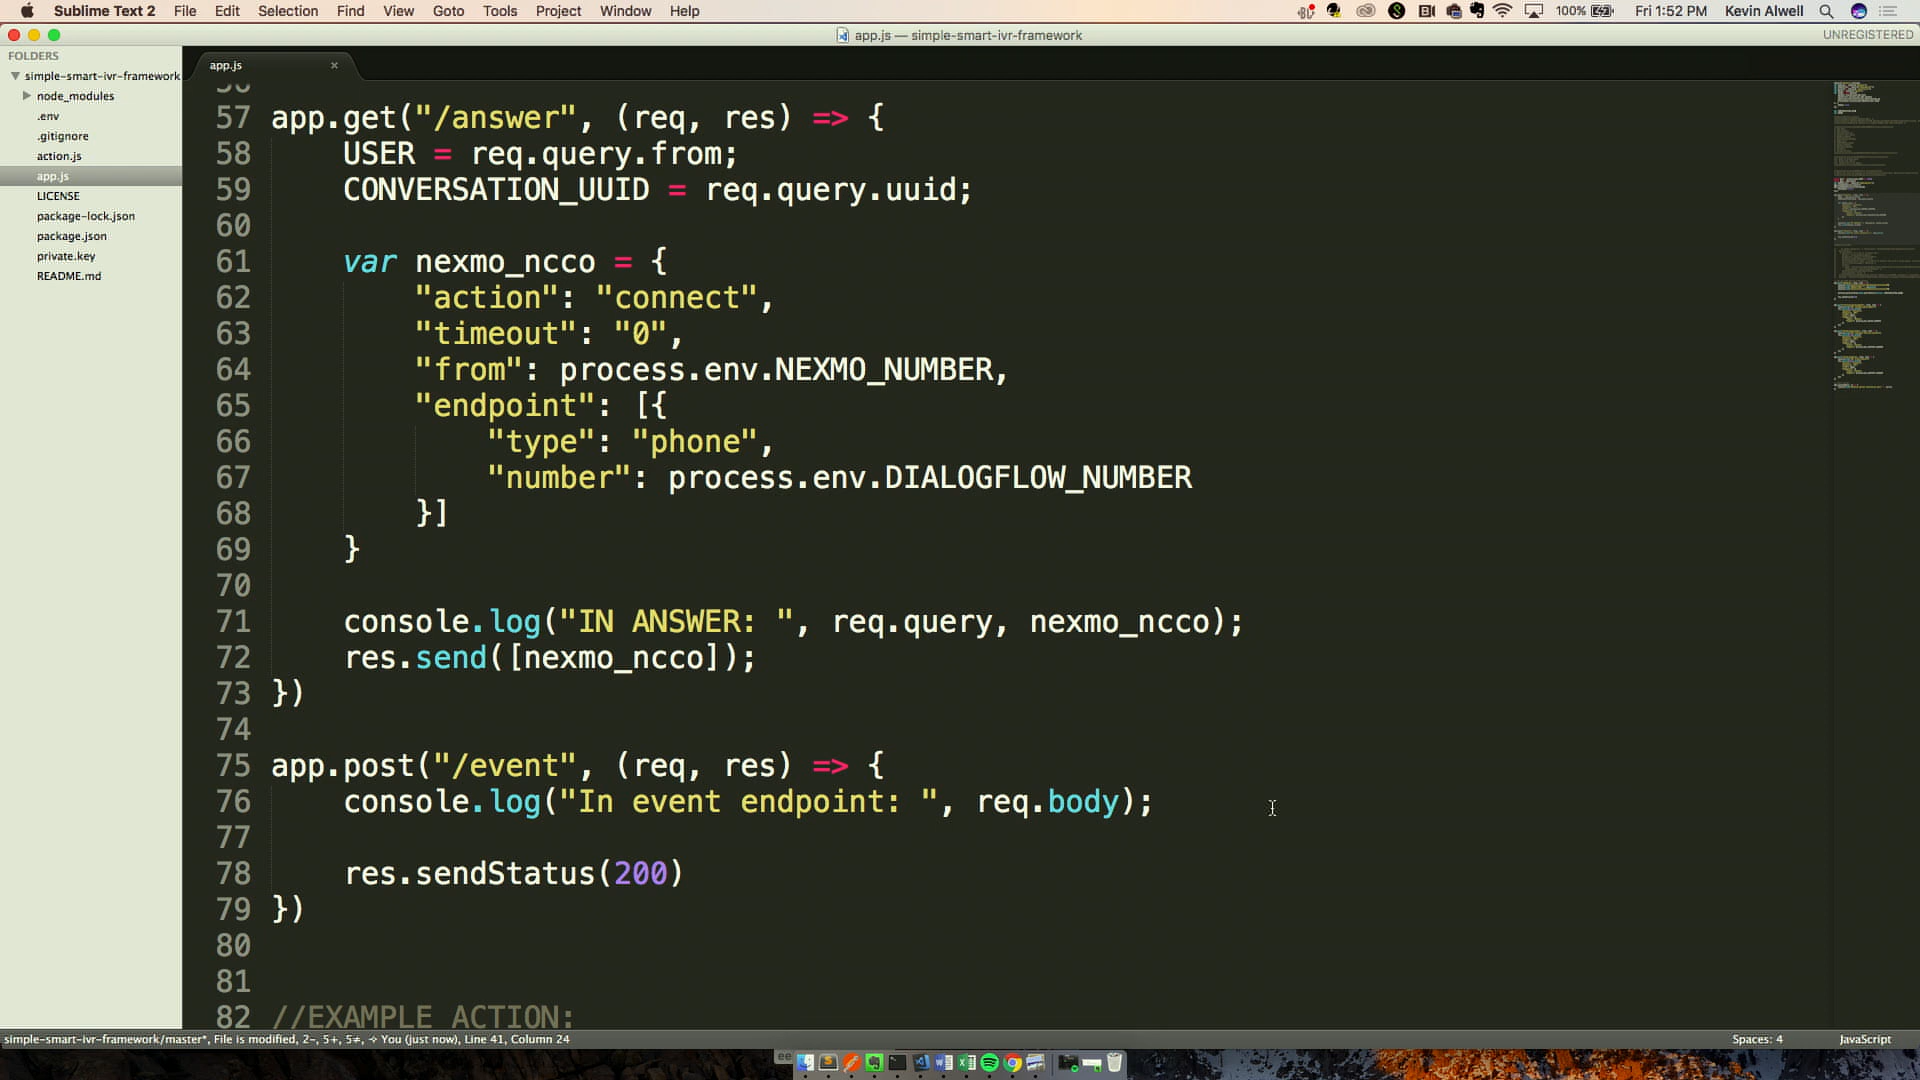 Sublime Text 2 File Edit Selection Find View Goto Tools Project Window Help 100% Fri 1:52 PM Kevin Alwell
app.js — simple-smart-ivr-framework UNREGISTERED
FOLDERS
simple-smart-ivr-framework
node_modules
.env
.gitignore
action.js
app.js
LICENSE
package-lock.json
package.json
private.key
README.md
app.js ×
57 app.get("/answer", (req, res) => {
58 USER = req.query.from;
59 CONVERSATION_UUID = req.query.uuid;
60
61 var nexmo_ncco = {
62 "action": "connect",
63 "timeout": "0",
64 "from": process.env.NEXMO_NUMBER,
65 "endpoint": [{
66 "type": "phone",
67 "number": process.env.DIALOGFLOW_NUMBER
68 }]
69 }
70
71 console.log("IN ANSWER: ", req.query, nexmo_ncco);
72 res.send([nexmo_ncco]);
73 })
74
75 app.post("/event", (req, res) => {
76 console.log("In event endpoint: ", req.body);
77
78 res.sendStatus(200)
79 })
80
81
82 //EXAMPLE ACTION:
simple-smart-ivr-framework/master*, File is modified, 2-, 5+, 5≠, You (just now), Line 41, Column 24 Spaces: 4 JavaScript